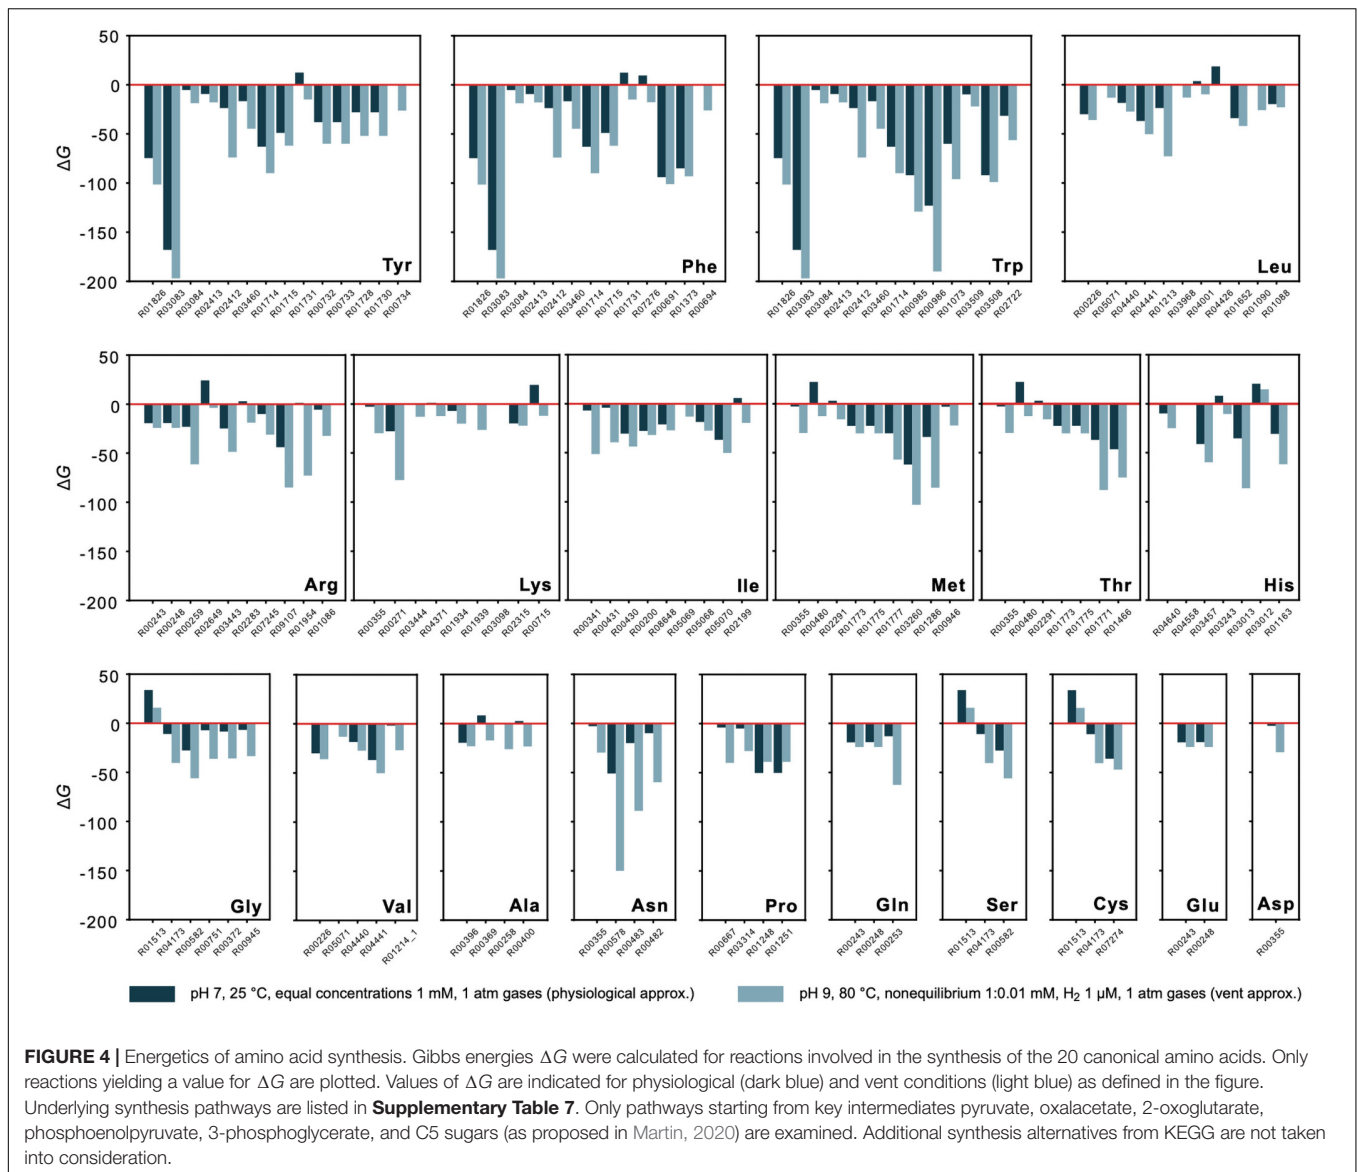 50
0
-50
-100
-150
-200
ΔG
Tyr
Phe
Trp
Leu
R01826 R03083 R03084 R02413 R02412 R03460 R01714 R01715 R01731 R00732 R00733 R01728 R01730 R00734
R01826 R03083 R03084 R02413 R02412 R03460 R01714 R01715 R01731 R07276 R00691 R01373 R00694
R01826 R03083 R03084 R02413 R02412 R03460 R01714 R00985 R00986 R01073 R03509 R03508 R02722
R00226 R05071 R04440 R04441 R01213 R03968 R04001 R04426 R01652 R01090 R01088
50
0
-50
-100
-150
-200
ΔG
Arg
Lys
Ile
Met
Thr
His
R00243 R00248 R00259 R02649 R03443 R02283 R07245 R09107 R01954 R01086
R00355 R00271 R03444 R04371 R01934 R01939 R03098 R02315 R00715
R00341 R00431 R00430 R00200 R08648 R05069 R05068 R05070 R02199
R00355 R00480 R02291 R01773 R01775 R01777 R03260 R01286 R00946
R00355 R00480 R02291 R01773 R01775 R01771 R01466
R04640 R04558 R03457 R03243 R03013 R03012 R01163
50
0
-50
-100
-150
-200
ΔG
Gly
Val
Ala
Asn
Pro
Gln
Ser
Cys
Glu
Asp
R01513 R04173 R00582 R00751 R00372 R00945
R00226 R05071 R04440 R04441 R01214_1
R00396 R00369 R00258 R00400
R00355 R00578 R00483 R00482
R00667 R03314 R01248 R01251
R00243 R00248 R00253
R01513 R04173 R00582
R01513 R04173 R07274
R00243 R00248
R00355
pH 7, 25 °C, equal concentrations 1 mM, 1 atm gases (physiological approx.)
pH 9, 80 °C, nonequilibrium 1:0.01 mM, H₂ 1 µM, 1 atm gases (vent approx.)
FIGURE 4 | Energetics of amino acid synthesis. Gibbs energies ΔG were calculated for reactions involved in the synthesis of the 20 canonical amino acids. Only
reactions yielding a value for ΔG are plotted. Values of ΔG are indicated for physiological (dark blue) and vent conditions (light blue) as defined in the figure.
Underlying synthesis pathways are listed in Supplementary Table 7. Only pathways starting from key intermediates pyruvate, oxalacetate, 2-oxoglutarate,
phosphoenolpyruvate, 3-phosphoglycerate, and C5 sugars (as proposed in Martin, 2020) are examined. Additional synthesis alternatives from KEGG are not taken
into consideration.